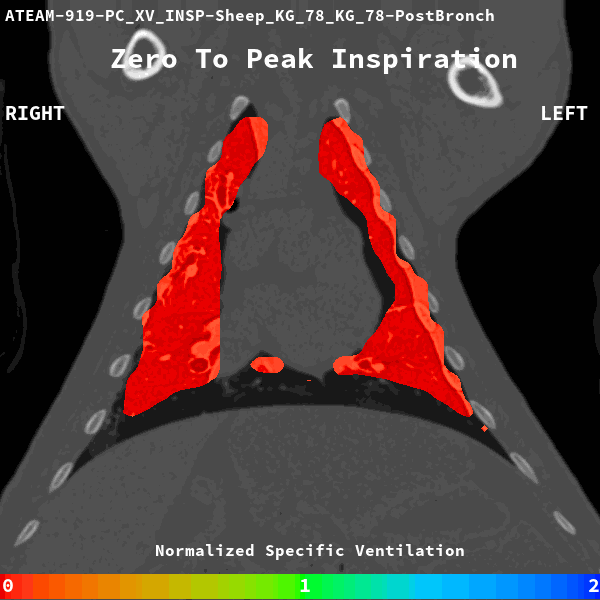 ATEAM-919-PC_XV_INSP-Sheep_KG_78_KG_78-PostBronch
Zero To Peak Inspiration
RIGHT
LEFT
Normalized Specific Ventilation
0 1 2